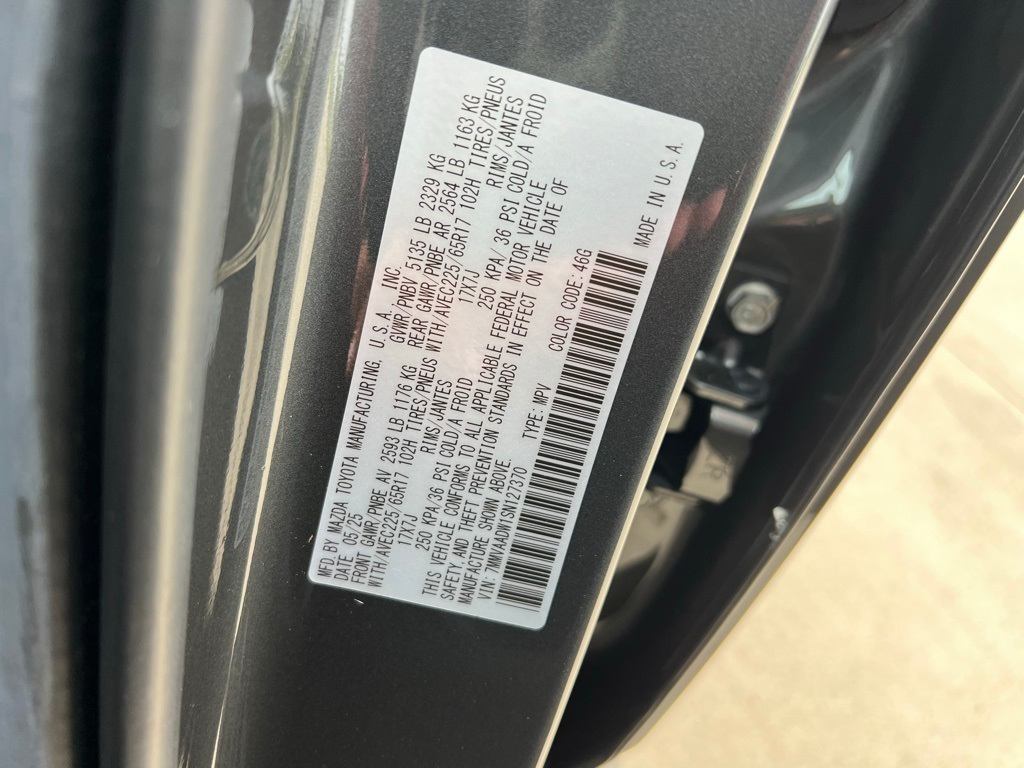 MFD. BY MAZDA TOYOTA MANUFACTURING, U.S.A. INC.
DATE: 05/25 GVWR/PNBV: 5135 LB 2329 KG
FRONT GAWR/PNBE AV 2593 LB 1176 KG REAR GAWR/PNBE AR 2564 LB 1163 KG
WITH/AVEC225/65R17 102H TIRES/PNEUS WITH/AVEC225/65R17 102H TIRES/PNEUS
17X7J RIMS/JANTES 17X7J RIMS/JANTES
250 KPA/36 PSI COLD/A FROID 250 KPA/36 PSI COLD/A FROID
THIS VEHICLE CONFORMS TO ALL APPLICABLE FEDERAL MOTOR VEHICLE
SAFETY, AND THEFT PREVENTION STANDARDS IN EFFECT ON THE DATE OF
MANUFACTURE SHOWN ABOVE.
VIN: 7MMVAADW1SN127370 TYPE: MPV COLOR CODE: 46G
MADE IN U.S.A.